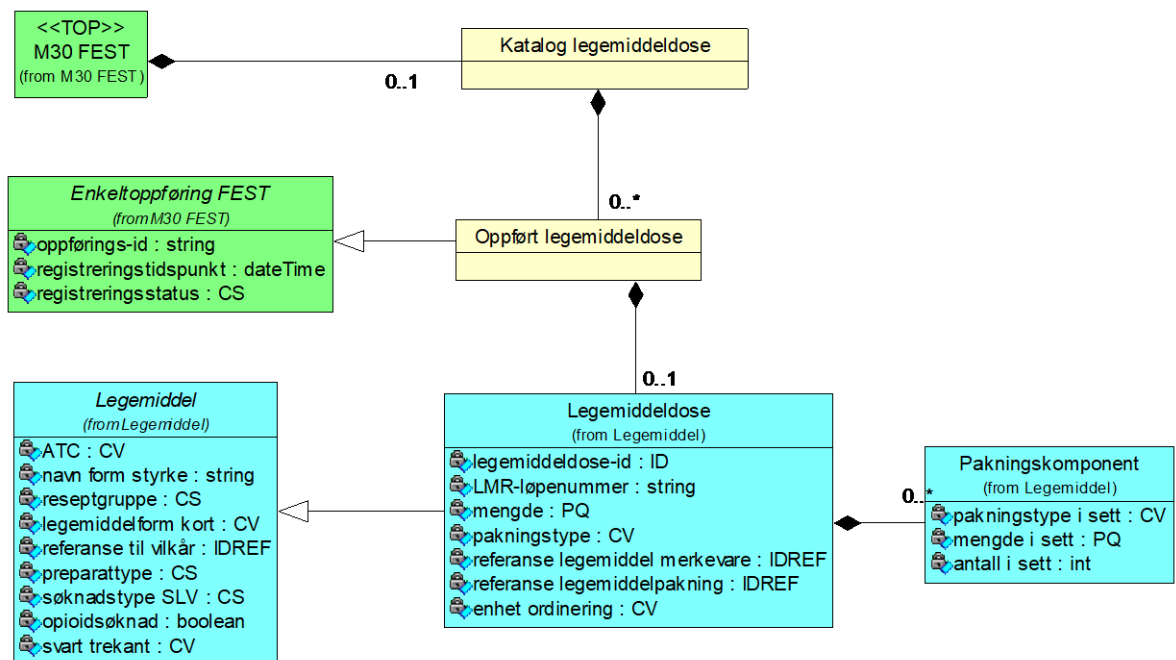 <<TOP>>
M30 FEST
(from M30 FEST)
Katalog legemiddeldose
0..1
0..*
Enkeltoppføring FEST
(from M30 FEST)
oppførings-id : string
registreringstidspunkt : dateTime
registreringsstatus : CS
Oppført legemiddeldose
0..1
Legemiddel
(from Legemiddel)
ATC : CV
navn form styrke : string
reseptgruppe : CS
legemiddelform kort : CV
referanse til vilkår : IDREF
preparattype : CS
søknadstype SLV : CS
opioidsøknad : boolean
svart trekant : CV
Legemiddeldose
(from Legemiddel)
legemiddeldose-id : ID
LMR-løpenummer : string
mengde : PQ
pakningstype : CV
referanse legemiddel merkevare : IDREF
referanse legemiddelpakning : IDREF
enhet ordinering : CV
0..*
Pakningskomponent
(from Legemiddel)
pakningstype i sett : CV
mengde i sett : PQ
antall i sett : int